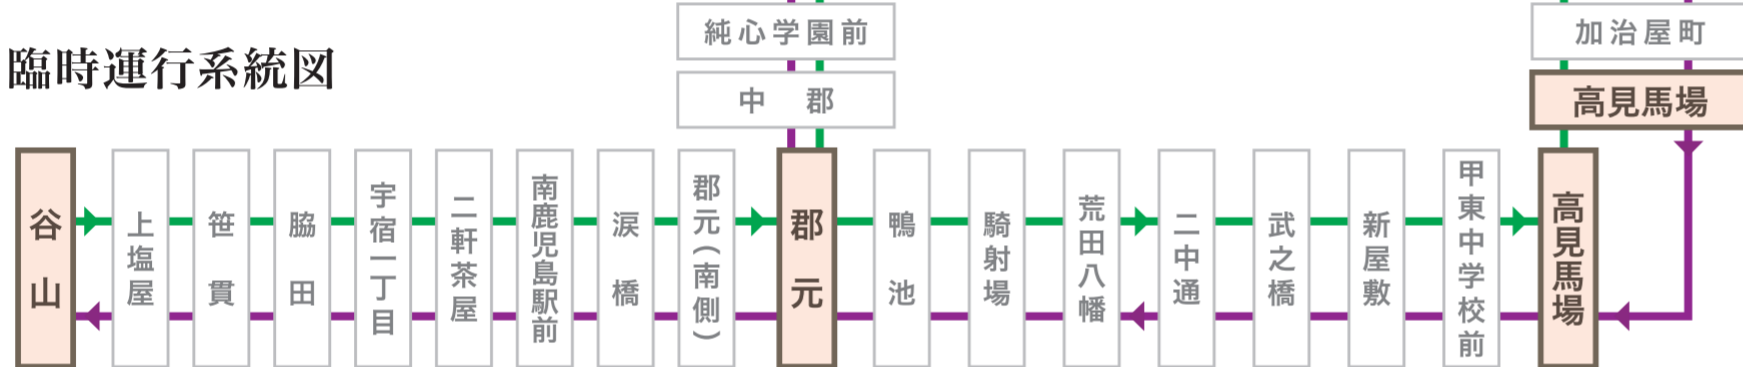 臨時運行系統図
純心学園前
中郡
加治屋町
高見馬場
谷山
上塩屋
笹貫
脇田
宇宿一丁目
二軒茶屋
南鹿児島駅前
涙橋
郡元(南側)
郡元
鴨池
騎射場
荒田八幡
二中通
武之橋
新屋敷
甲東中学校前
高見馬場